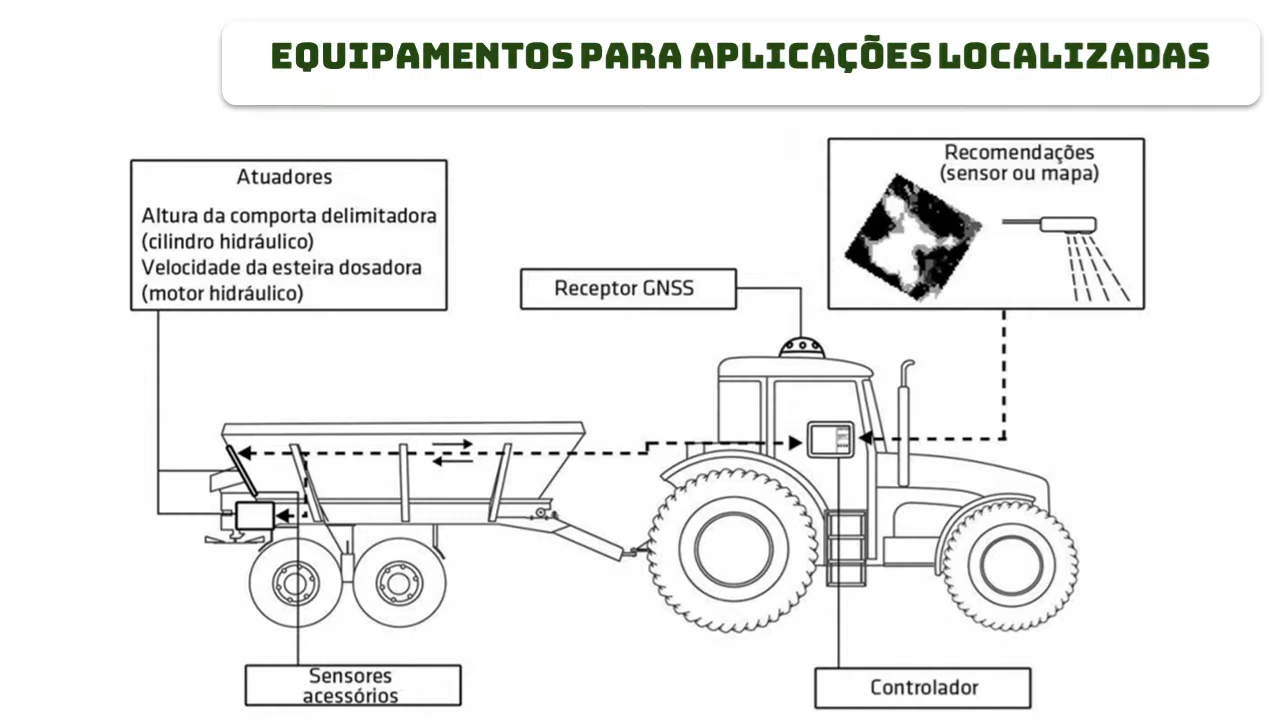 EQUIPAMENTOS PARA APLICAÇÕES LOCALIZADAS
Atuadores
Altura da comporta delimitadora
(cilindro hidráulico)
Velocidade da esteira dosadora
(motor hidráulico)
Receptor GNSS
Recomendações
(sensor ou mapa)
Sensores
acessórios
Controlador